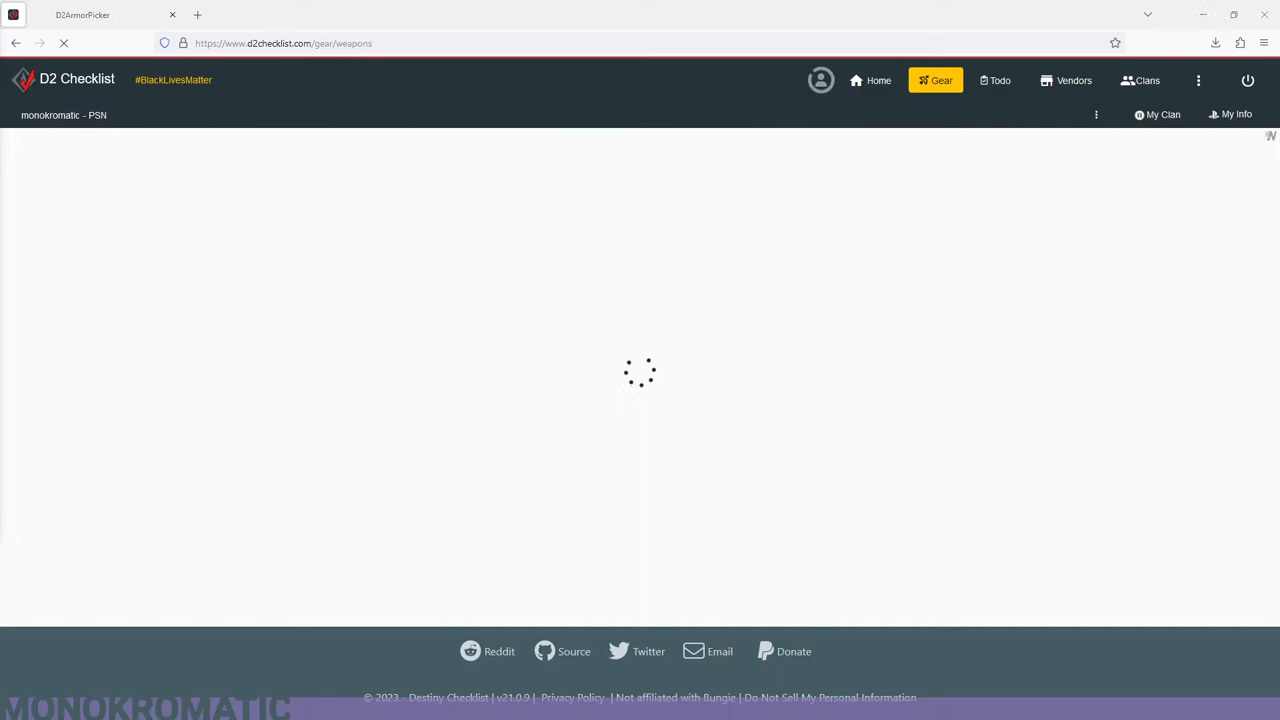 D2ArmorPicker
https://www.d2checklist.com/gear/weapons
D2 Checklist
#BlackLivesMatter
Home
Gear
Todo
Vendors
Clans
monokromatic - PSN
My Clan
My Info
Reddit
Source
Twitter
Email
Donate
© 2023 - Destiny Checklist | v21.0.9 | Privacy Policy | Not affiliated with Bungie | Do Not Sell My Personal Information
MONOKROMATIC